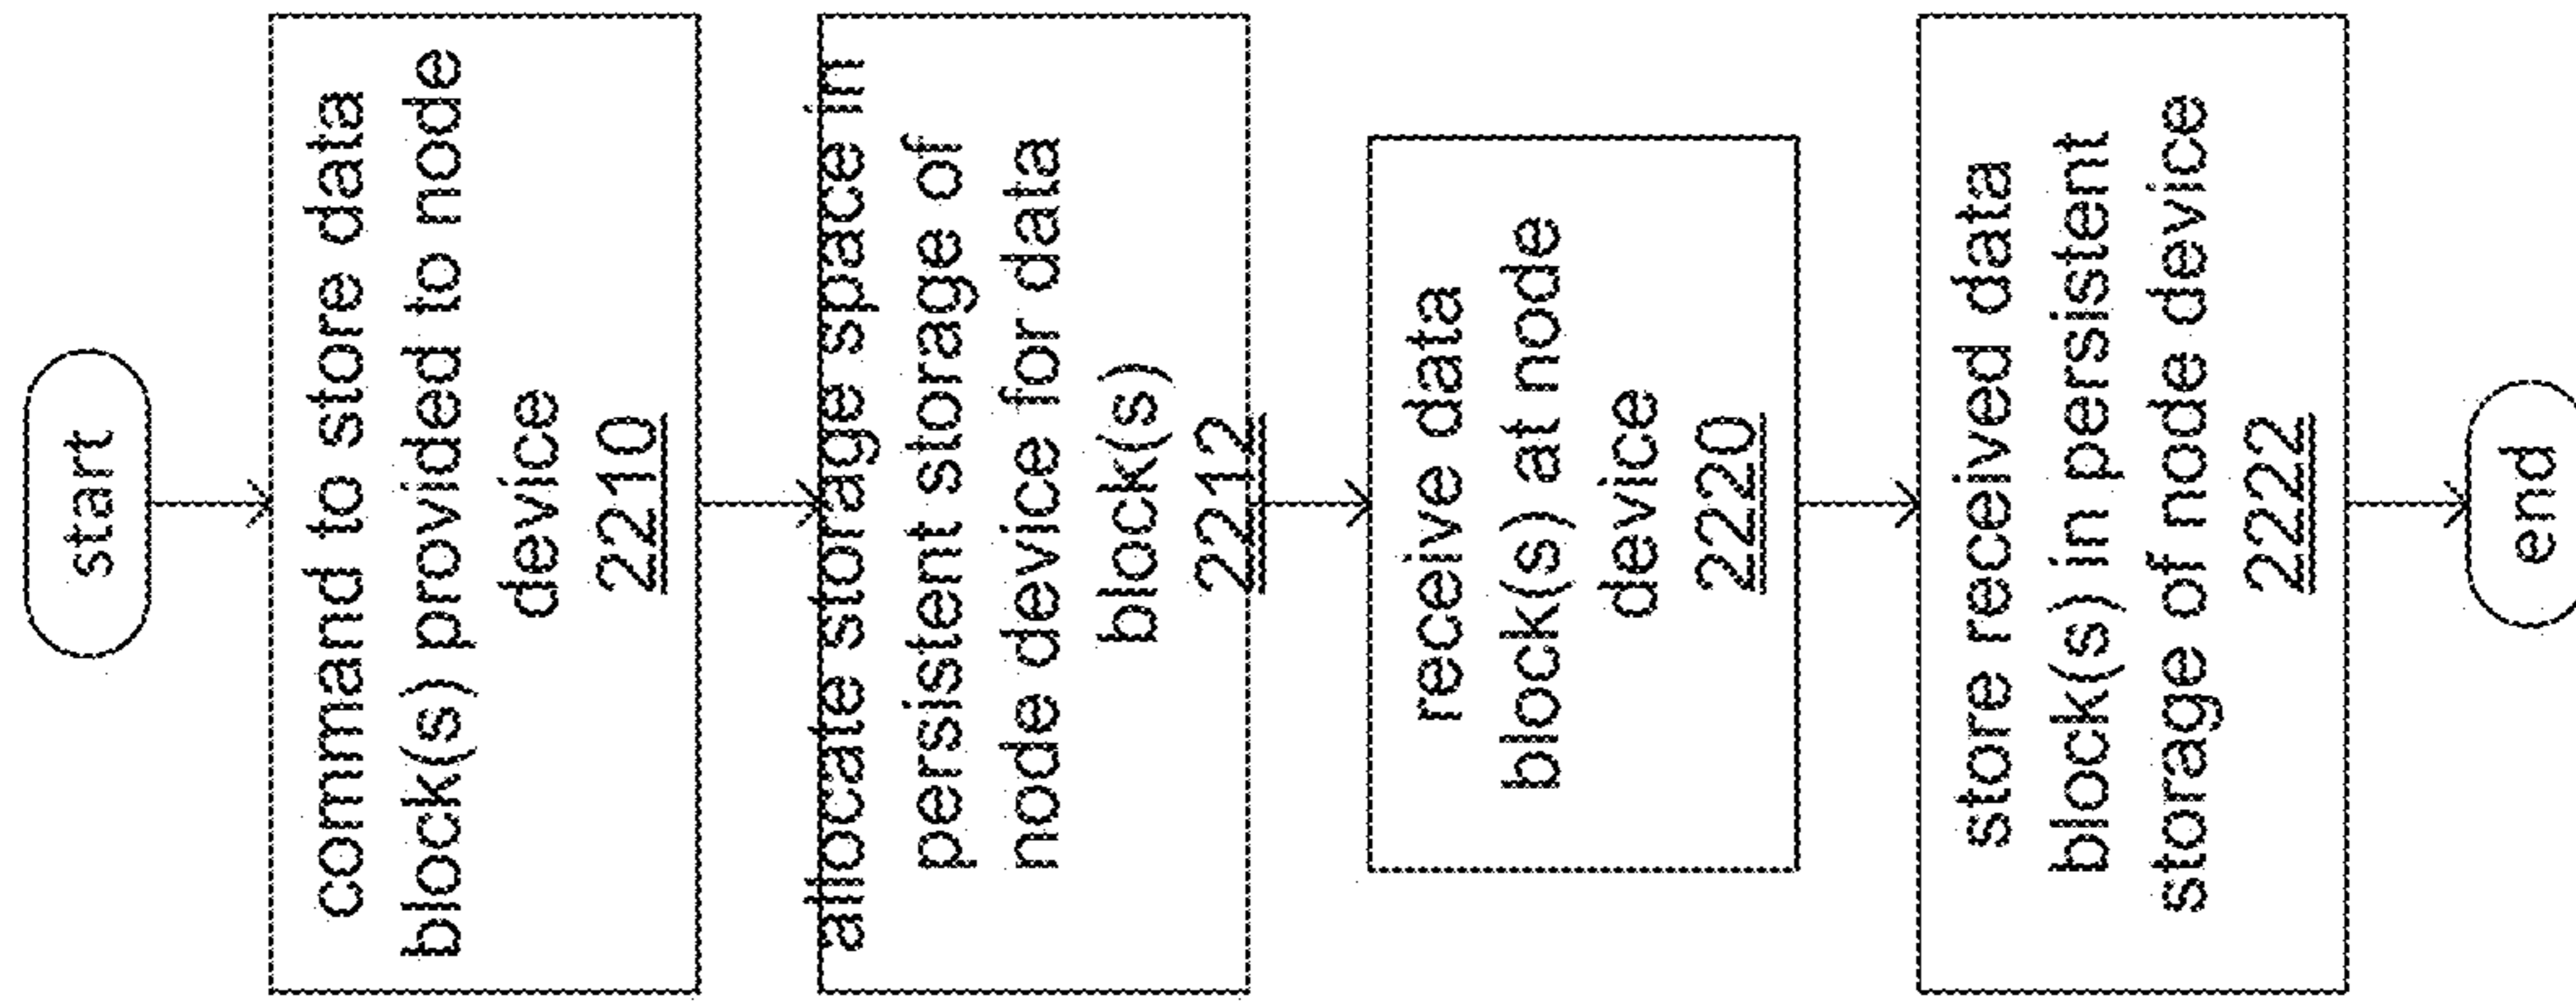 start
command to store data
block(s) provided to node
device
2210
allocate storage space in
persistent storage of
node device for data
block(s)
2212
receive data
block(s) at node
device
2220
store received data
block(s) in persistent
storage of node device
2222
end